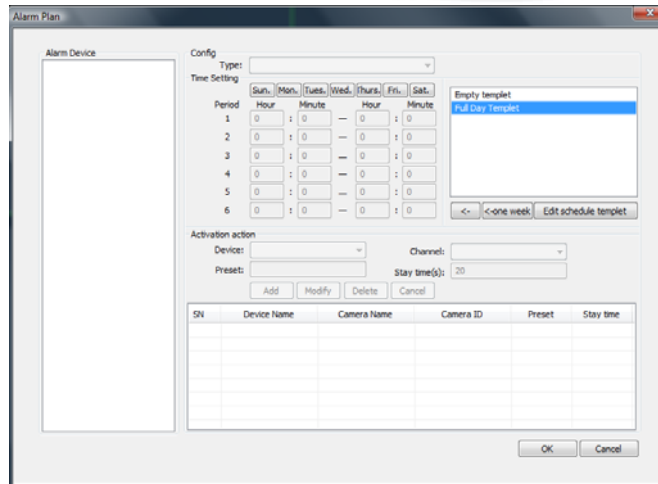 Alarm Plan
Alarm Device
Config
Type:
Time Setting
Sun. Mon. Tues. Wed. Thurs. Fri. Sat.
Period Hour Minute Hour Minute
1 0 : 0 — 0 : 0
2 0 : 0 — 0 : 0
3 0 : 0 — 0 : 0
4 0 : 0 — 0 : 0
5 0 : 0 — 0 : 0
6 0 : 0 — 0 : 0
Empty templet
Full Day Templet
<- <-one week Edit schedule templet
Activation action
Device: Channel:
Preset: Stay time(s): 20
Add Modify Delete Cancel
SN Device Name Camera Name Camera ID Preset Stay time
OK Cancel